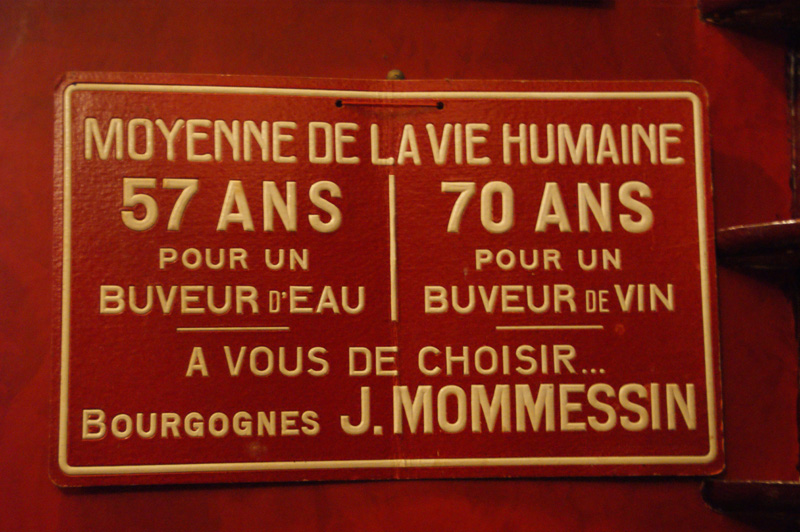 MOYENNE DE LA VIE HUMAINE
57 ANS
POUR UN
BUVEUR D'EAU
70 ANS
POUR UN
BUVEUR DE VIN
A VOUS DE CHOISIR...
BOURGOGNES J. MOMMESSIN